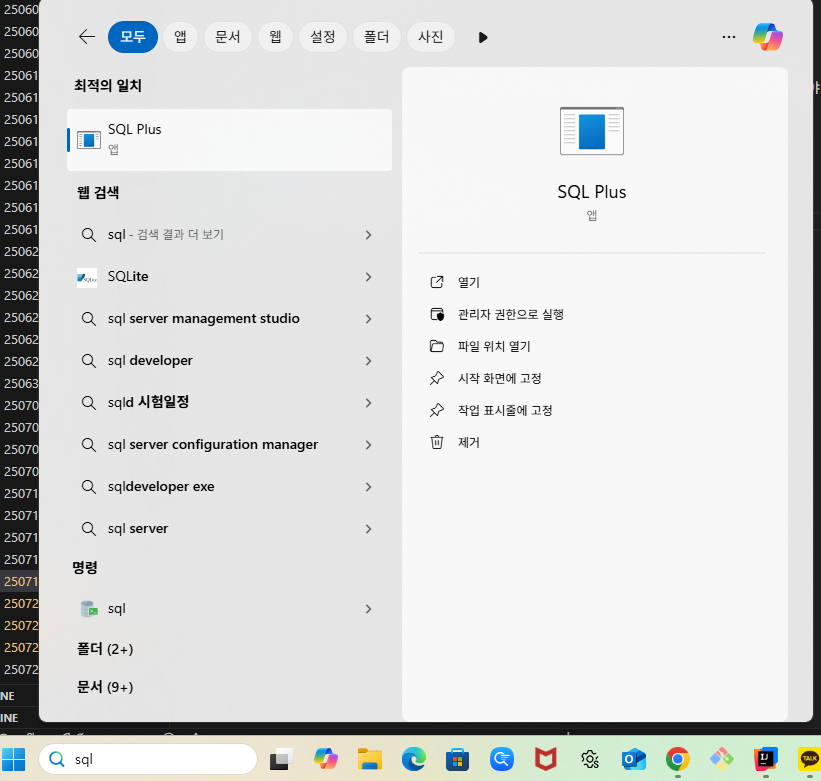 모두
앱
문서
웹
설정
폴더
사진
최적의 일치
SQL Plus
앱
웹 검색
sql - 검색 결과 더 보기
SQLite
sql server management studio
sql developer
sqld 시험일정
sql server configuration manager
sqldeveloper exe
sql server
명령
sql
폴더 (2+)
문서 (9+)
SQL Plus
앱
열기
관리자 권한으로 실행
파일 위치 열기
시작 화면에 고정
작업 표시줄에 고정
제거
25060
25060
25060
25061
25061
25061
25061
25061
25061
25061
25061
25062
25062
25062
25062
25062
25062
25063
25070
25070
25070
25070
25071
25071
25071
25071
25071
25072
25072
25072
25072
NE
INE
sql
IJ
TALK